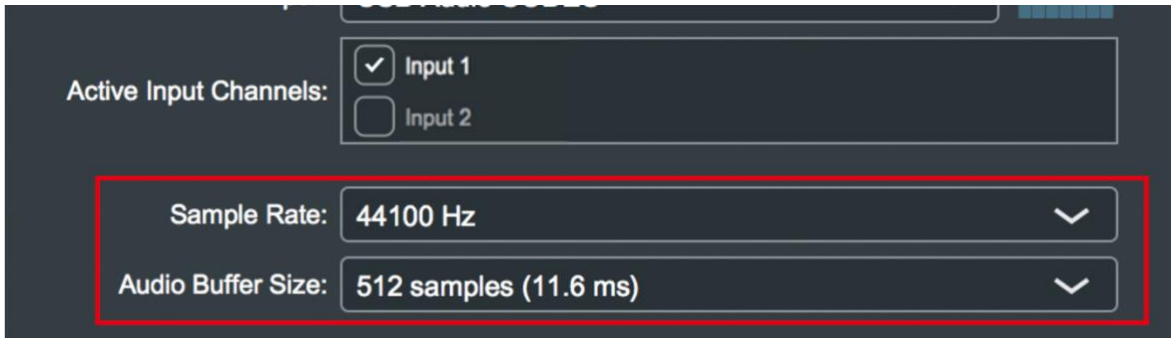 Active Input Channels:
Input 1
Input 2
Sample Rate: 44100 Hz
Audio Buffer Size: 512 samples (11.6 ms)